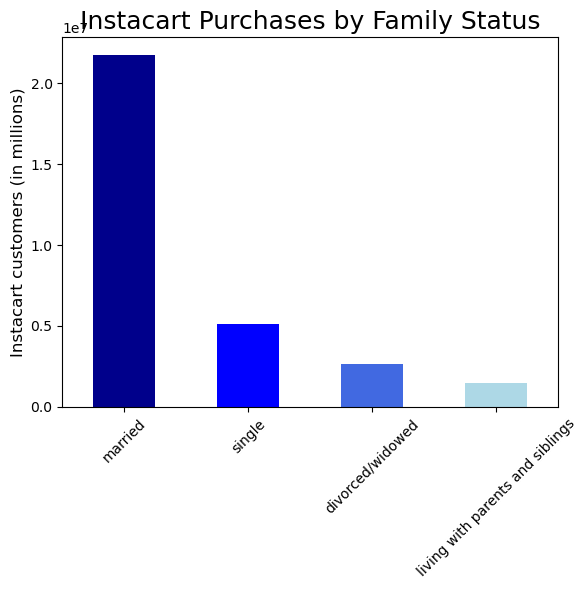 Instacart Purchases by Family Status
1e7
Instacart customers (in millions)
2.0
1.5
1.0
0.5
0.0
married
single
divorced/widowed
living with parents and siblings